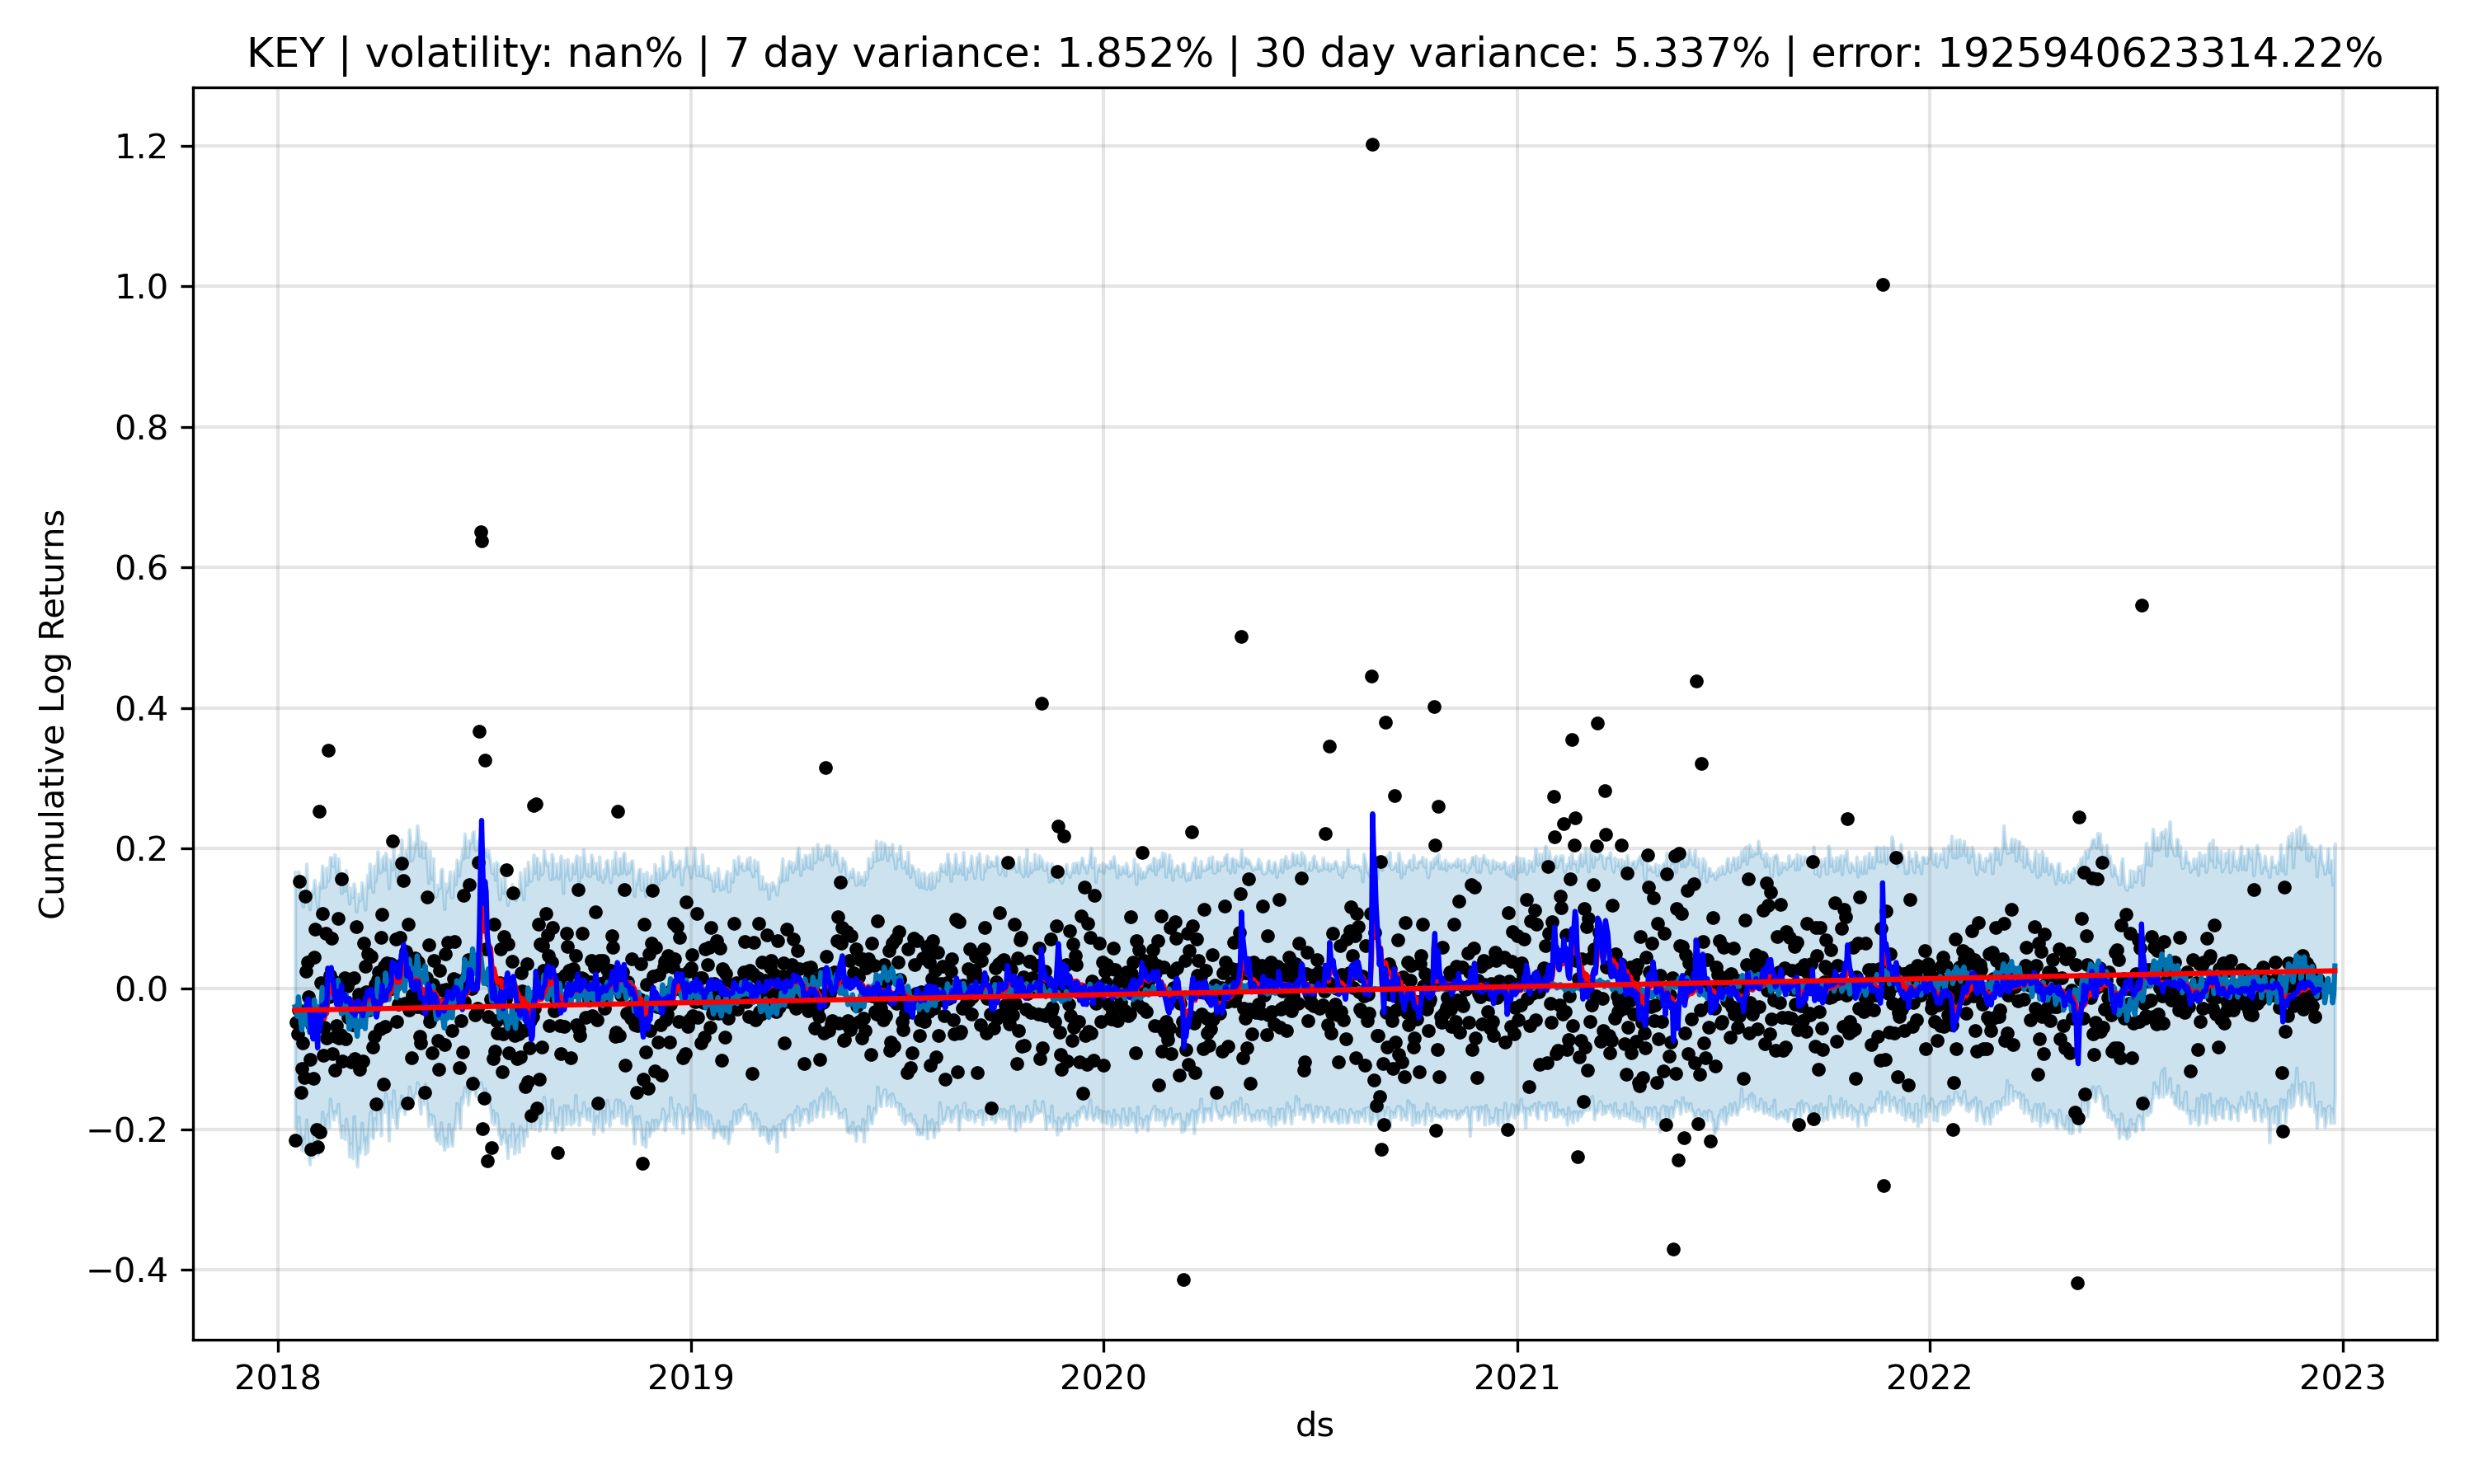 KEY | volatility: nan% | 7 day variance: 1.852% | 30 day variance: 5.337% | error: 1925940623314.22%
1.2
1.0
0.8
0.6
0.4
0.2
0.0
−0.2
−0.4
Cumulative Log Returns
2018 2019 2020 2021 2022 2023
ds